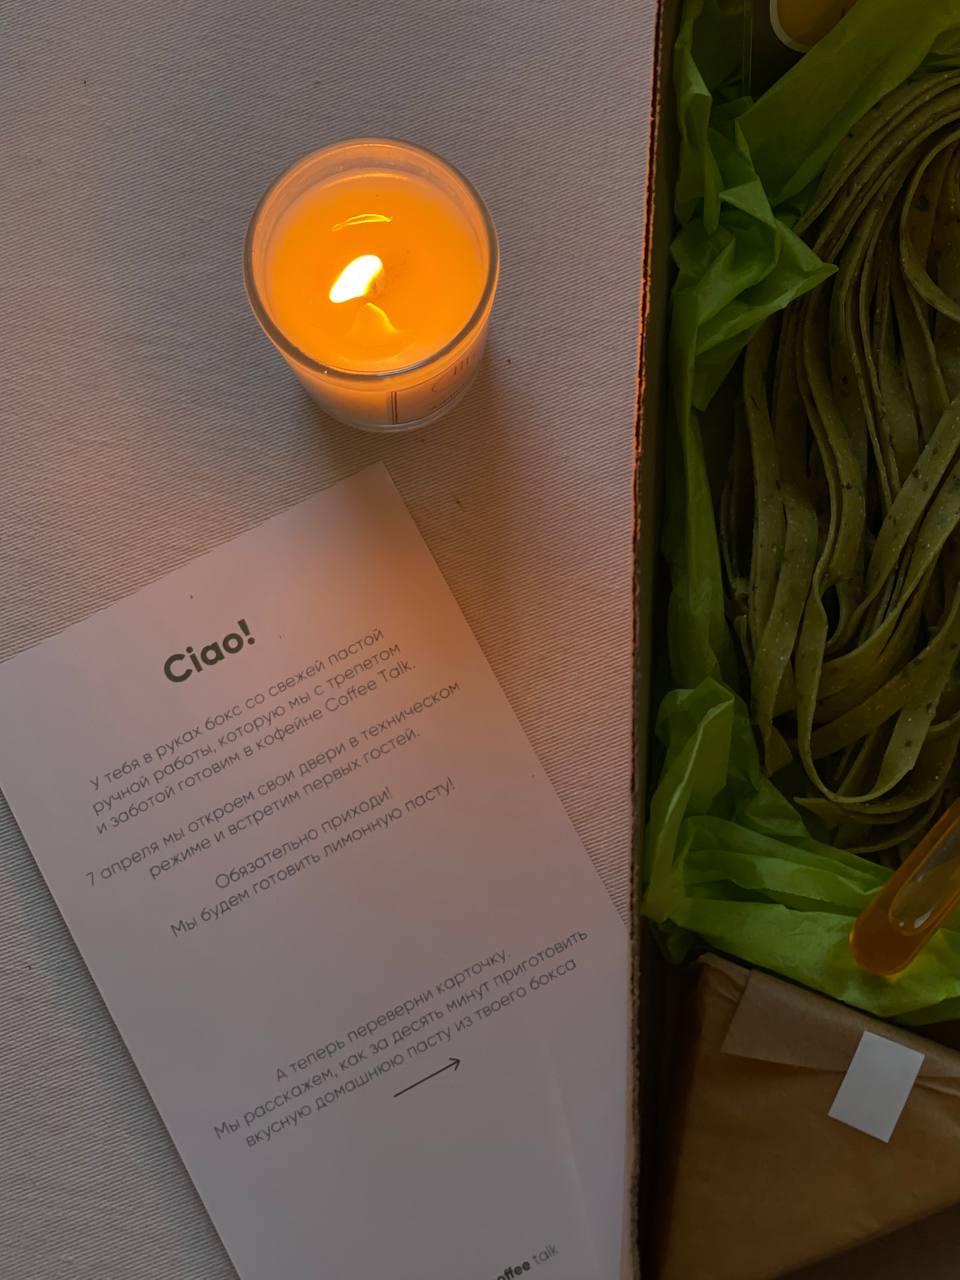 Ciao!
У тебя в руках бокс со свежей пастой
ручной работы, которую мы с трепетом
и заботой готовим в кофейне Coffee Talk.
7 апреля мы откроем свои двери в техническом
режиме и встретим первых гостей.
Обязательно приходи!
Мы будем готовить лимонную пасту!
А теперь переверни карточку,
Мы расскажем, как за десять минут приготовить
вкусную домашнюю пасту из твоего бокса
offee talk